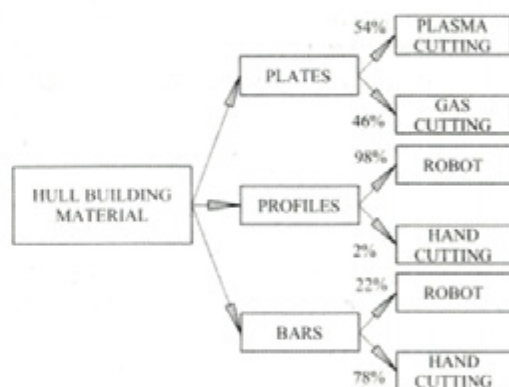 54%
PLASMA
CUTTING
PLATES
46%
GAS
CUTTING
HULL BUILDING
MATERIAL
98%
ROBOT
PROFILES
2%
HAND
CUTTING
22%
ROBOT
BARS
78%
HAND
CUTTING